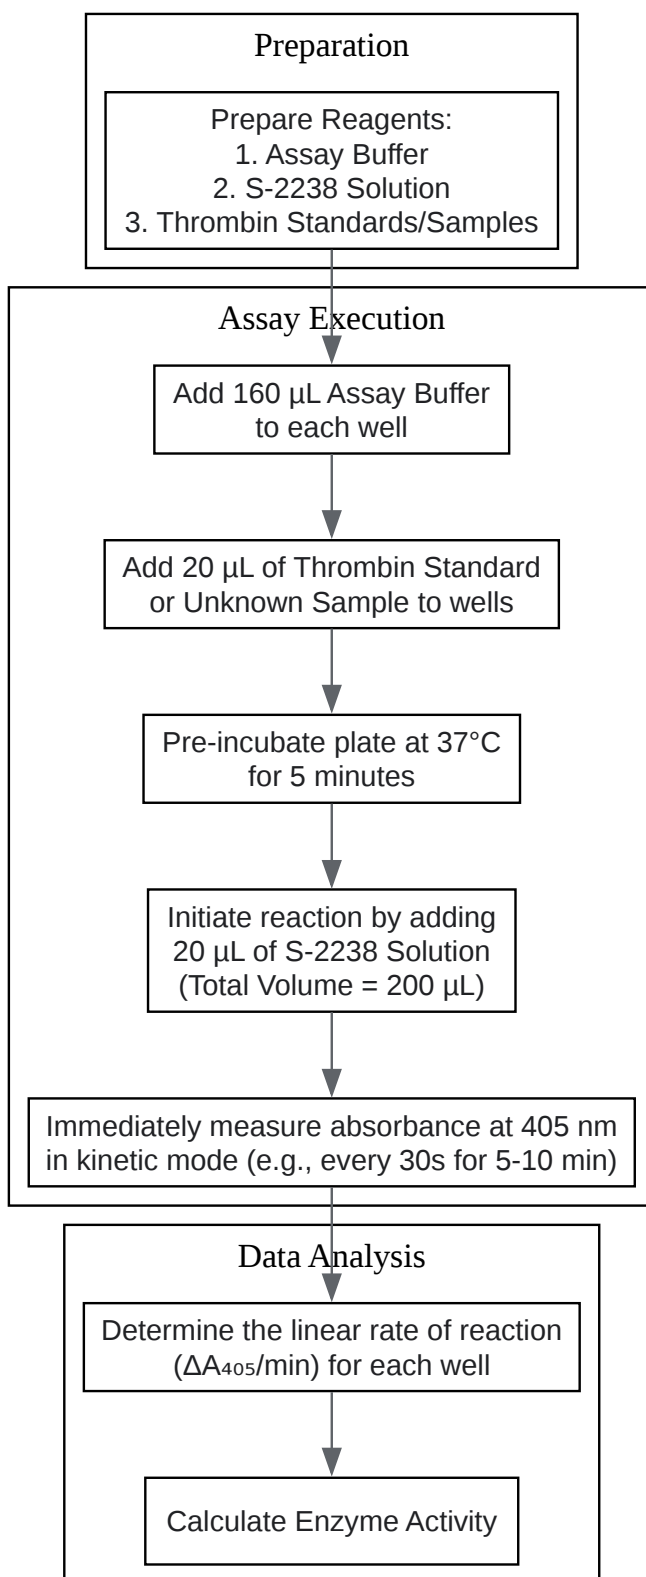 Preparation
Prepare Reagents:
1. Assay Buffer
2. S-2238 Solution
3. Thrombin Standards/Samples
Assay Execution
Add 160 µL Assay Buffer
to each well
Add 20 µL of Thrombin Standard
or Unknown Sample to wells
Pre-incubate plate at 37°C
for 5 minutes
Initiate reaction by adding
20 µL of S-2238 Solution
(Total Volume = 200 µL)
Immediately measure absorbance at 405 nm
in kinetic mode (e.g., every 30s for 5-10 min)
Data Analysis
Determine the linear rate of reaction
(ΔA₄₀₅/min) for each well
Calculate Enzyme Activity